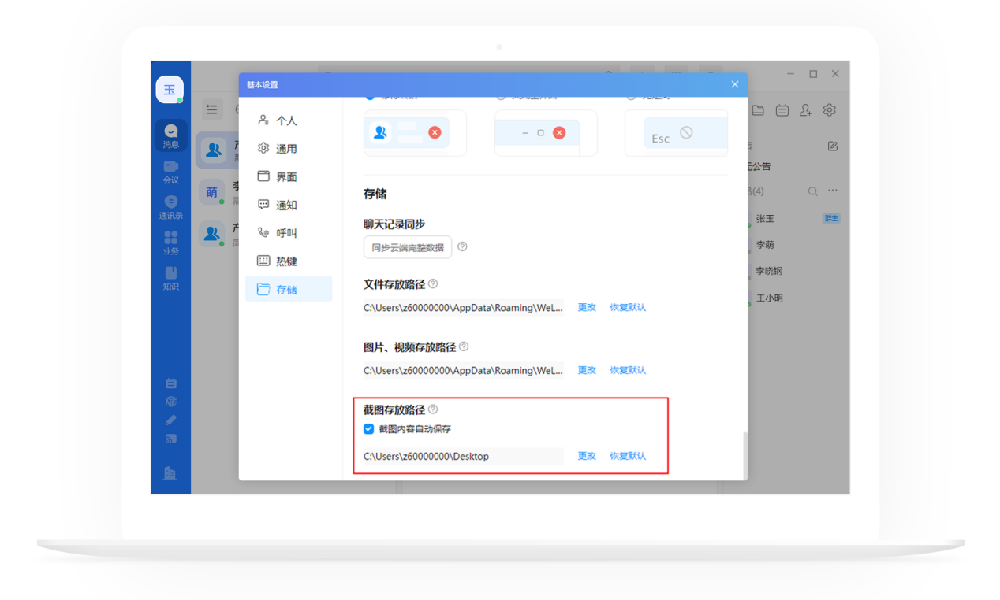 玉
消息
会议
通讯录
业务
知识
萌
基本设置
个人
通用
界面
通知
呼叫
热键
存储
Esc
存储
聊天记录同步
同步云端完整数据
文件存放路径
C:\Users\z60000000\AppData\Roaming\WeL... 更改 恢复默认
图片、视频存放路径
C:\Users\z60000000\AppData\Roaming\WeL... 更改 恢复默认
截图存放路径
截图内容自动保存
C:\Users\z60000000\Desktop 更改 恢复默认
公告
(4)
张玉 群主
李萌
李晓钢
王小明